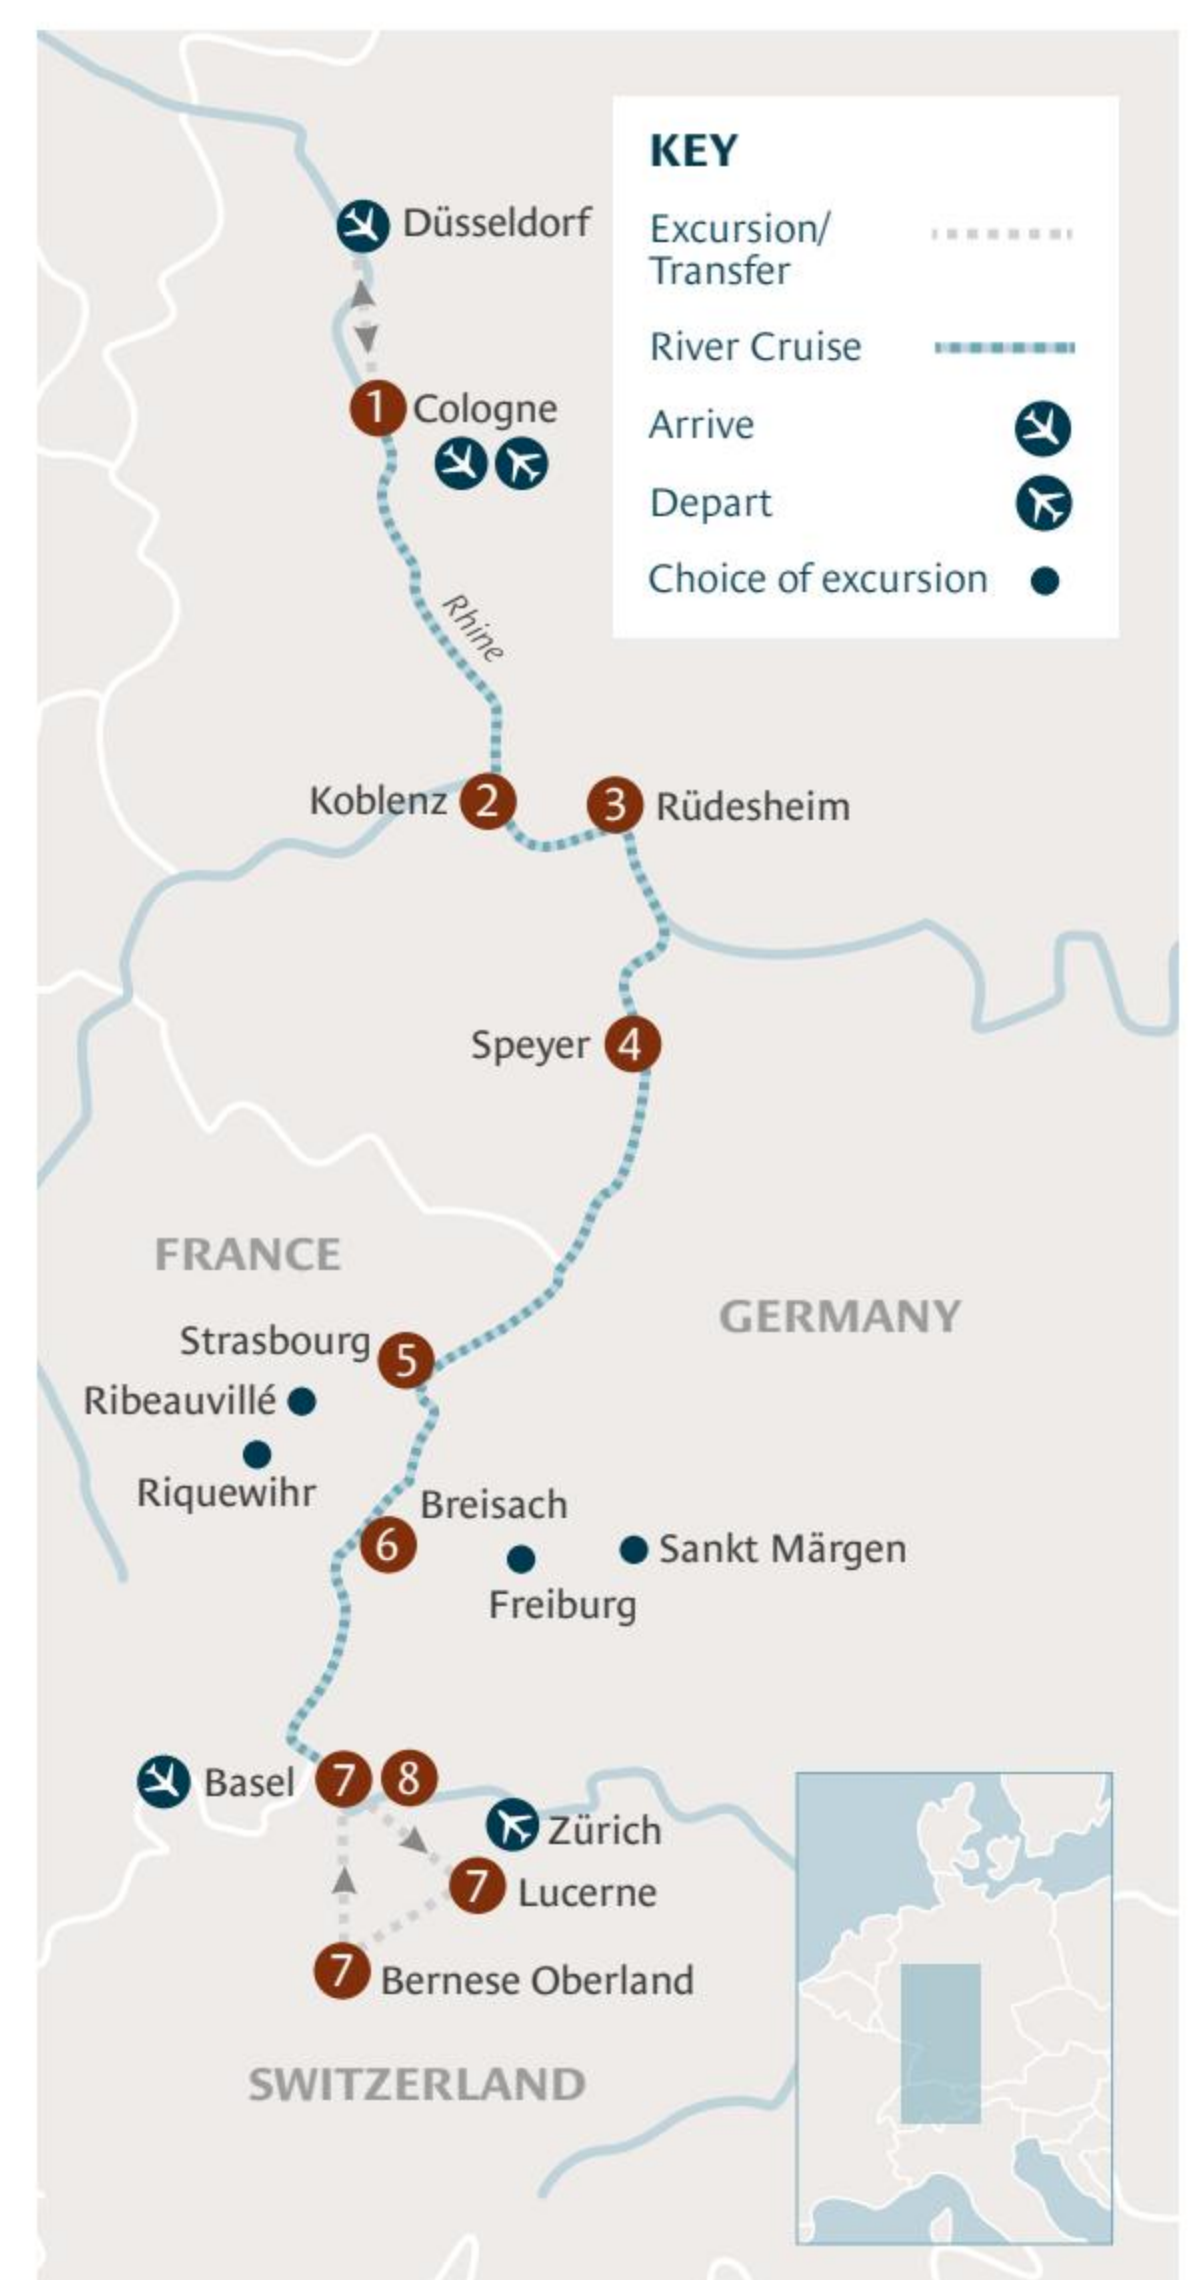 KEY
Excursion/
Transfer
River Cruise
Arrive
Depart
Choice of excursion
Düsseldorf
1 Cologne
Rhine
Koblenz 2
3 Rüdesheim
Speyer 4
FRANCE
GERMANY
Strasbourg 5
Ribeauvillé
Riquewihr
Breisach
6
Sankt Märgen
Freiburg
Basel 7 8
Zürich
7 Lucerne
7 Bernese Oberland
SWITZERLAND